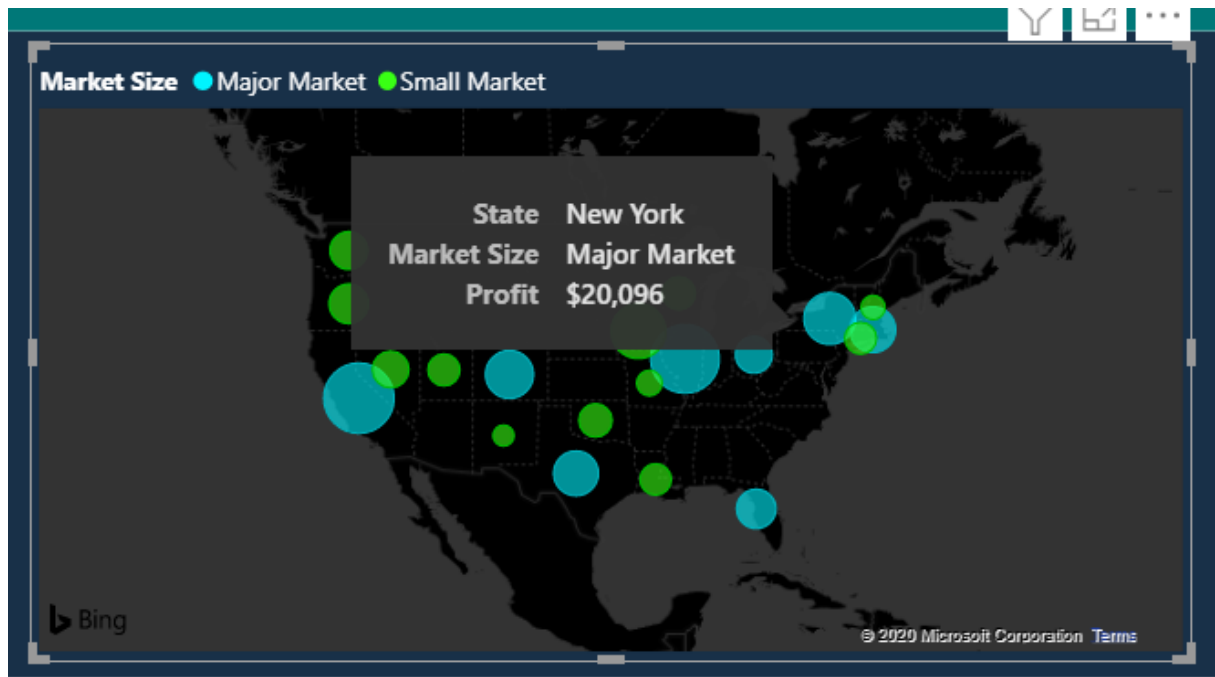 Market Size Major Market Small Market
State New York
Market Size Major Market
Profit $20,096
Bing
© 2020 Microsoft Corporation Terms